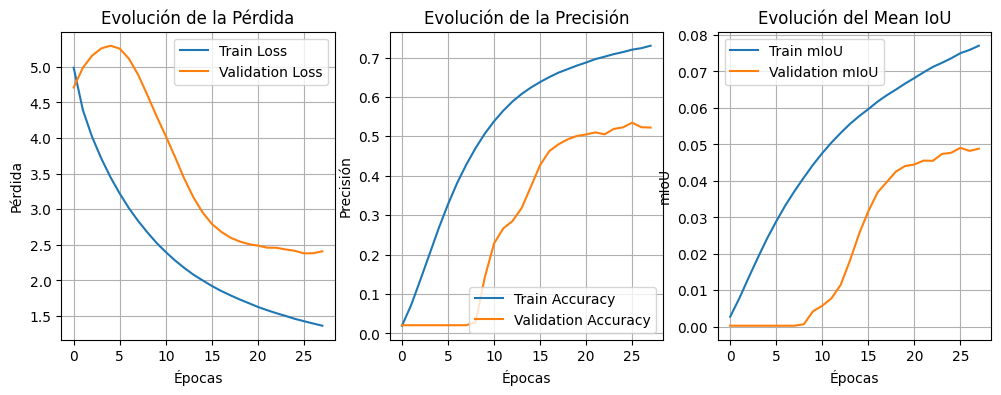 Evolución de la Pérdida
Pérdida
5.0
4.5
4.0
3.5
3.0
2.5
2.0
1.5
Train Loss
Validation Loss
0
5
10
15
20
25
Épocas
Evolución de la Precisión
Precisión
0.7
0.6
0.5
0.4
0.3
0.2
0.1
0.0
Train Accuracy
Validation Accuracy
0
5
10
15
20
25
Épocas
Evolución del Mean IoU
mIoU
0.08
0.07
0.06
0.05
0.04
0.03
0.02
0.01
0.00
Train mIoU
Validation mIoU
0
5
10
15
20
25
Épocas